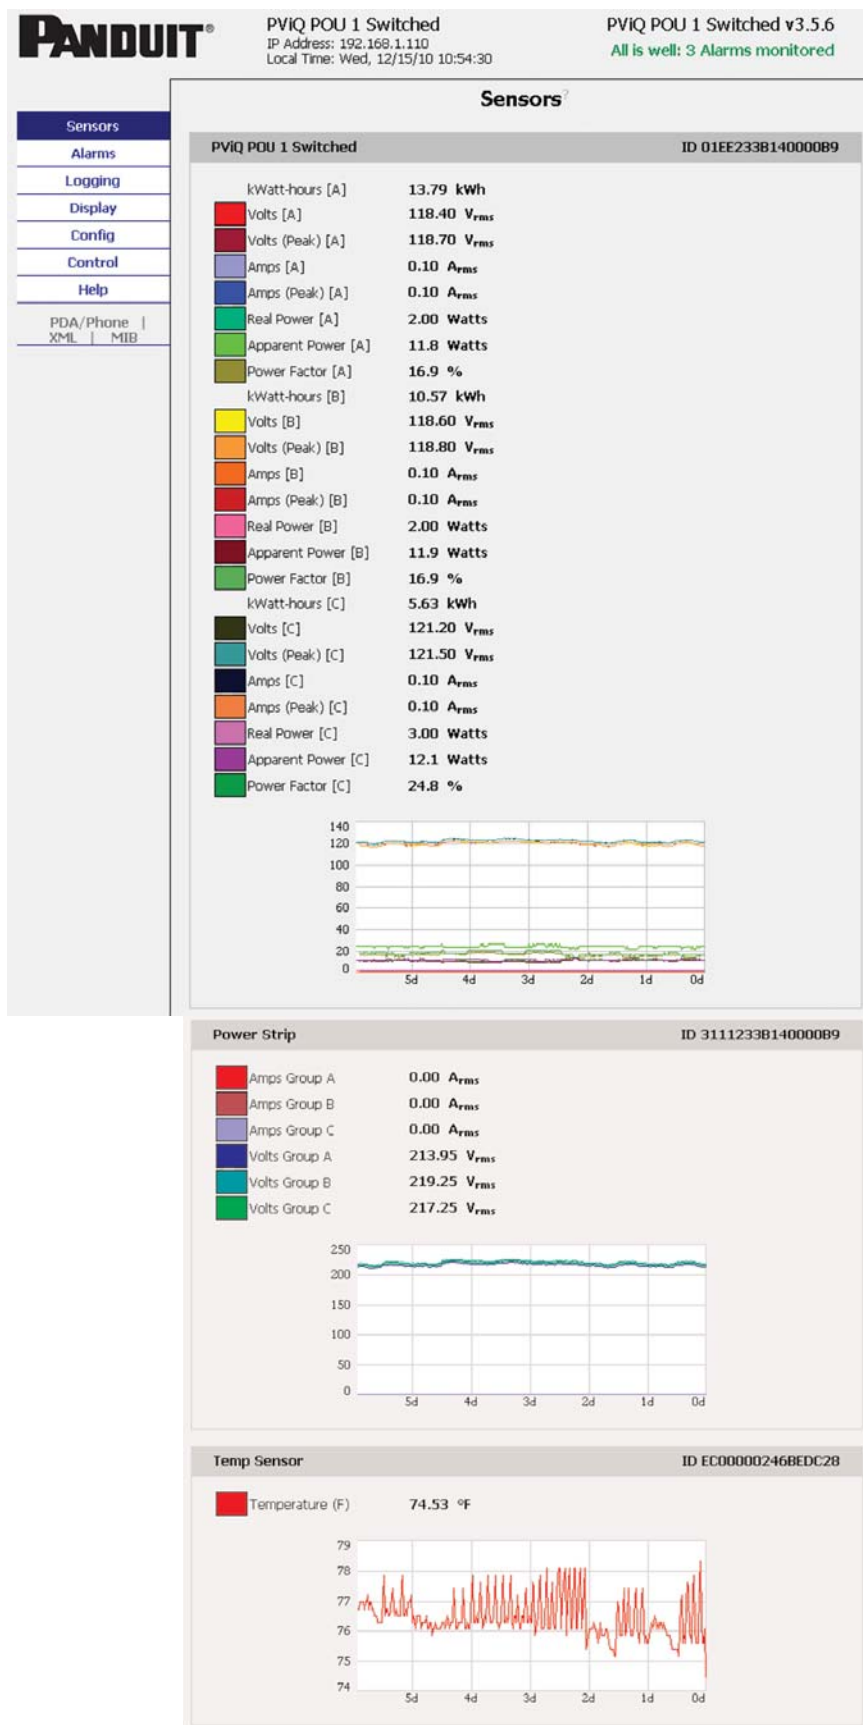 PANDUIT®
PViQ POU 1 Switched
IP Address: 192.168.1.110
Local Time: Wed, 12/15/10 10:54:30
PViQ POU 1 Switched v3.5.6
All is well: 3 Alarms monitored
Sensors?
Sensors
Alarms
Logging
Display
Config
Control
Help
PDA/Phone |
XML | MIB
PViQ POU 1 Switched ID 01EE233B140000B9
kWatt-hours [A] 13.79 kWh
Volts [A] 118.40 Vrms
Volts (Peak) [A] 118.70 Vrms
Amps [A] 0.10 Arms
Amps (Peak) [A] 0.10 Arms
Real Power [A] 2.00 Watts
Apparent Power [A] 11.8 Watts
Power Factor [A] 16.9 %
kWatt-hours [B] 10.57 kWh
Volts [B] 118.60 Vrms
Volts (Peak) [B] 118.80 Vrms
Amps [B] 0.10 Arms
Amps (Peak) [B] 0.10 Arms
Real Power [B] 2.00 Watts
Apparent Power [B] 11.9 Watts
Power Factor [B] 16.9 %
kWatt-hours [C] 5.63 kWh
Volts [C] 121.20 Vrms
Volts (Peak) [C] 121.50 Vrms
Amps [C] 0.10 Arms
Amps (Peak) [C] 0.10 Arms
Real Power [C] 3.00 Watts
Apparent Power [C] 12.1 Watts
Power Factor [C] 24.8 %
140
120
100
80
60
40
20
0
5d 4d 3d 2d 1d 0d
Power Strip ID 3111233B140000B9
Amps Group A 0.00 Arms
Amps Group B 0.00 Arms
Amps Group C 0.00 Arms
Volts Group A 213.95 Vrms
Volts Group B 219.25 Vrms
Volts Group C 217.25 Vrms
250
200
150
100
50
0
5d 4d 3d 2d 1d 0d
Temp Sensor ID EC00000246BEDC28
Temperature (F) 74.53 °F
79
78
77
76
75
74
5d 4d 3d 2d 1d 0d